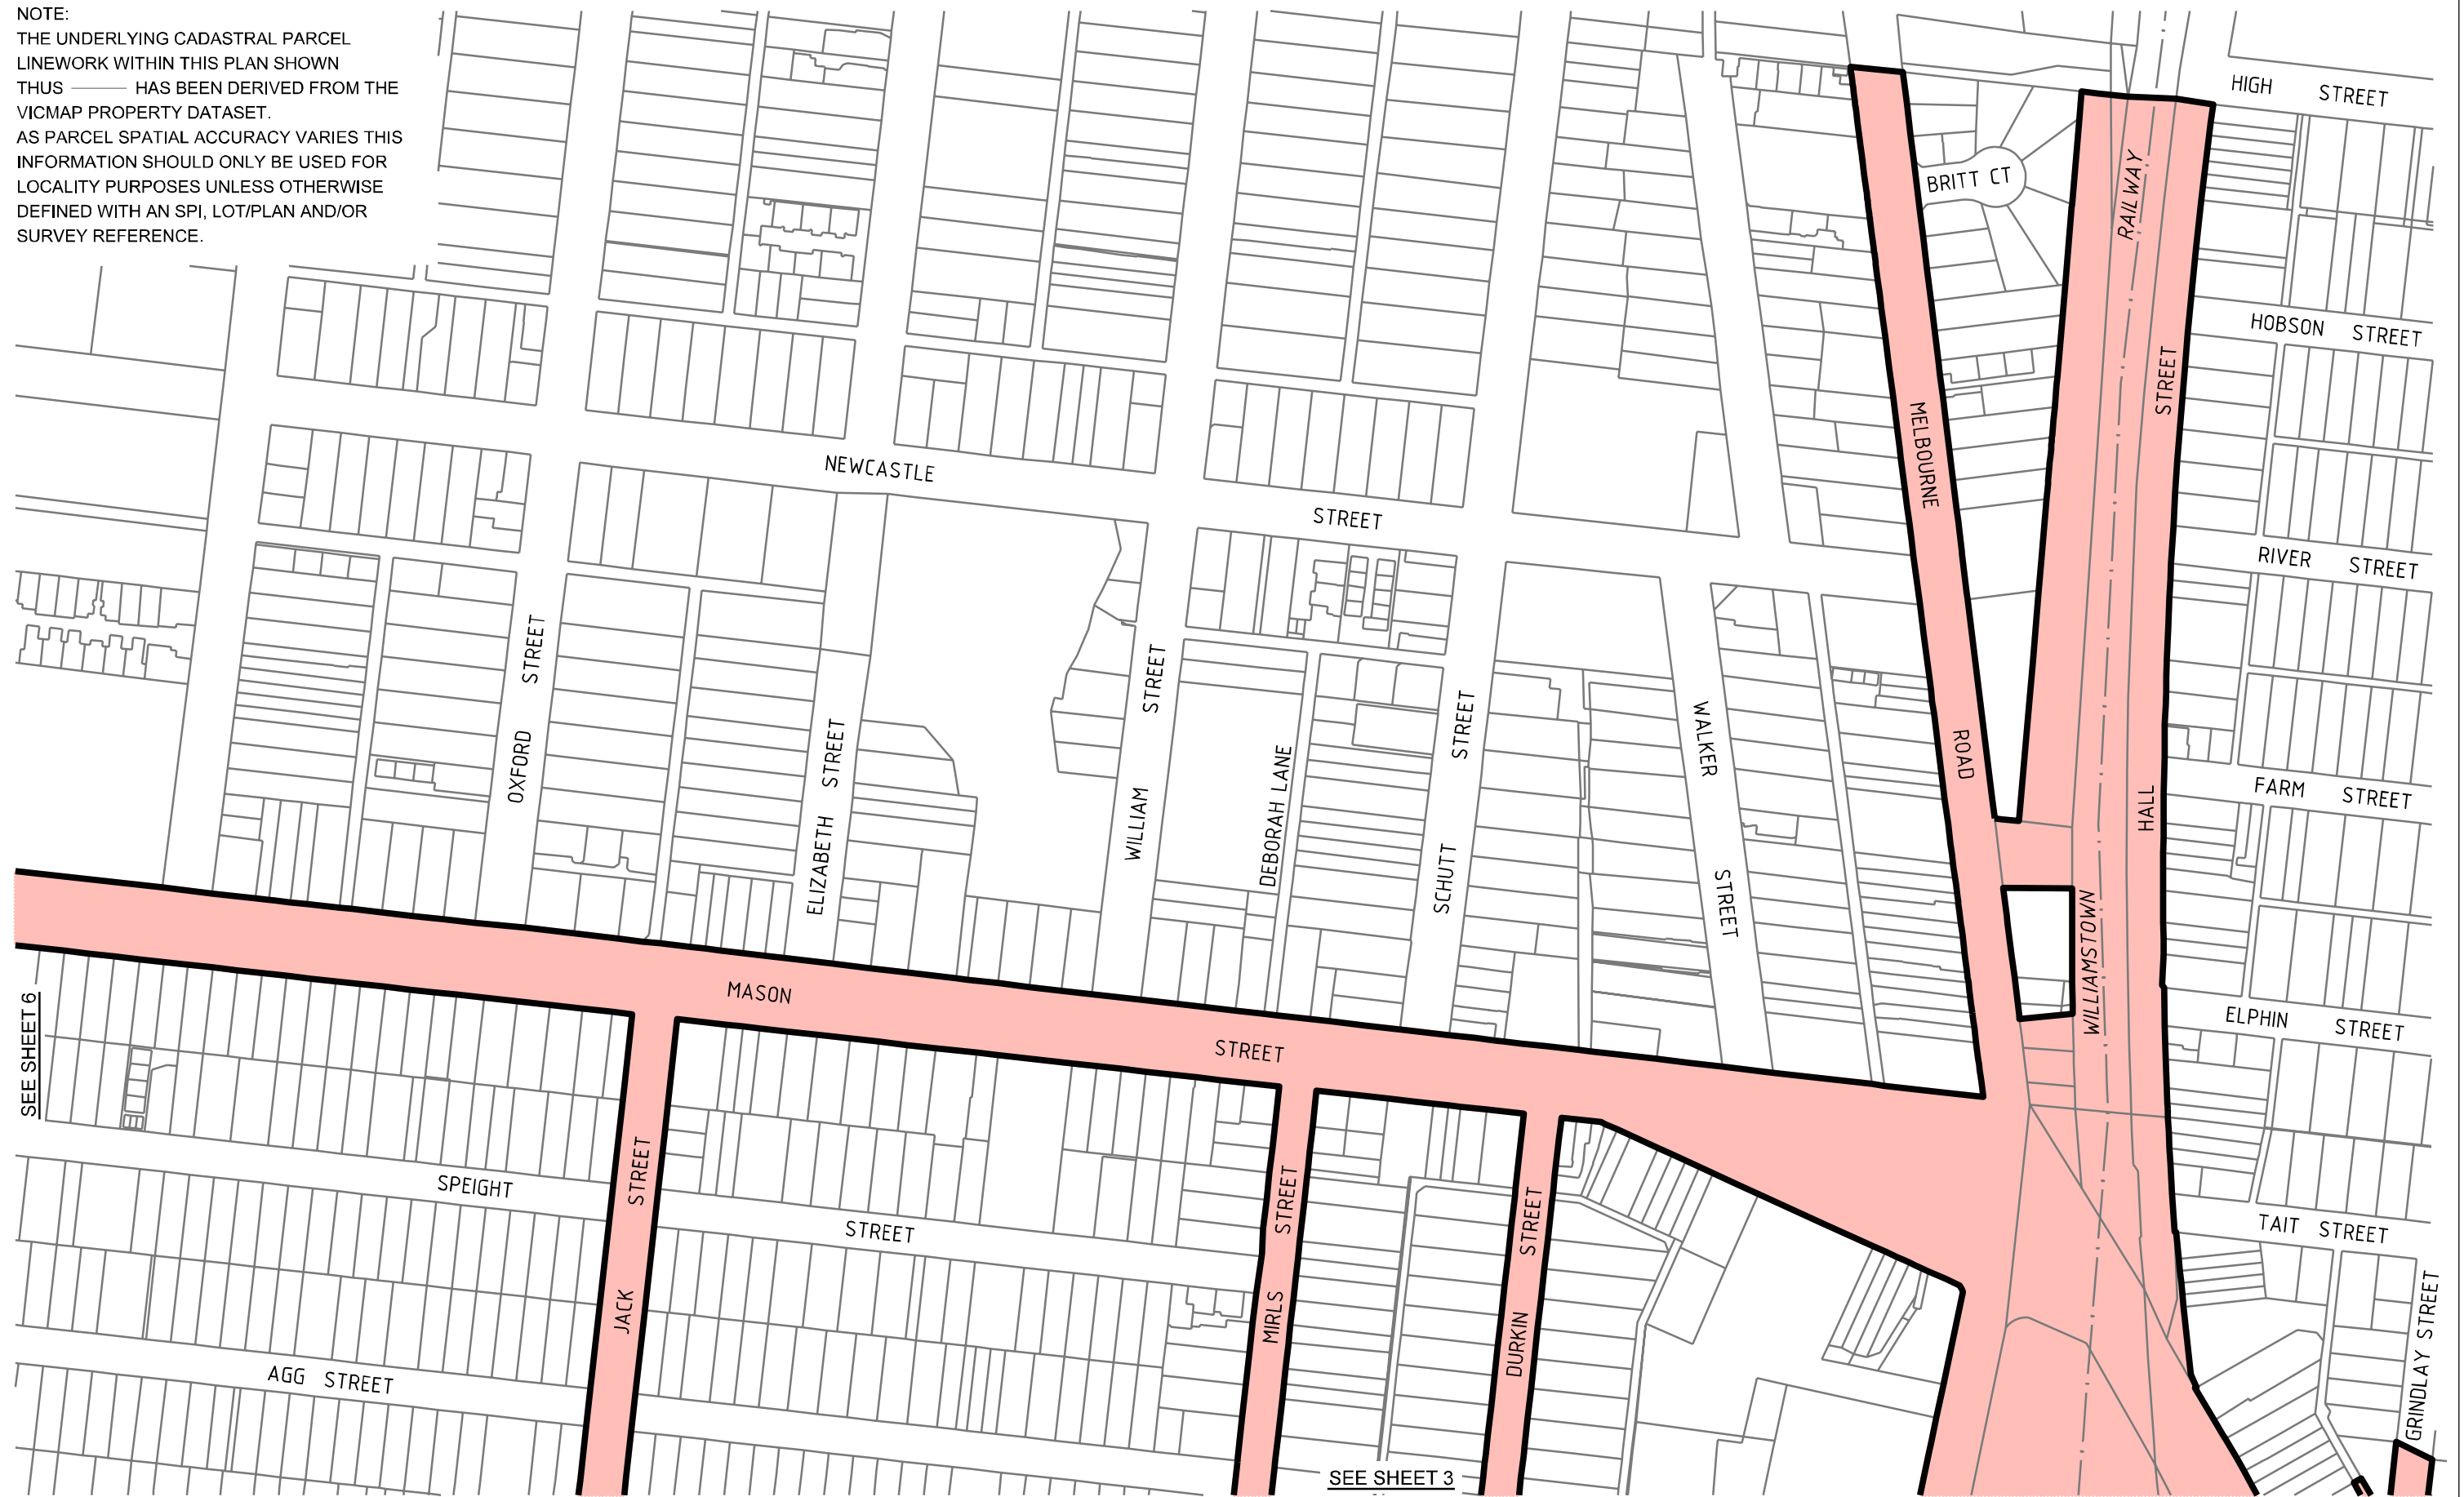 NOTE:
THE UNDERLYING CADASTRAL PARCEL
LINEWORK WITHIN THIS PLAN SHOWN
THUS ——— HAS BEEN DERIVED FROM THE
VICMAP PROPERTY DATASET.
AS PARCEL SPATIAL ACCURACY VARIES THIS
INFORMATION SHOULD ONLY BE USED FOR
LOCALITY PURPOSES UNLESS OTHERWISE
DEFINED WITH AN SPI, LOT/PLAN AND/OR
SURVEY REFERENCE.
HIGH STREET
BRITT CT
RAILWAY
HOBSON STREET
STREET
MELBOURNE
NEWCASTLE
STREET
RIVER STREET
OXFORD STREET
ELIZABETH STREET
WILLIAM STREET
DEBORAH LANE
SCHUTT STREET
WALKER STREET
ROAD
FARM STREET
HALL
WILLIAMSTOWN
MASON
STREET
ELPHIN STREET
SEE SHEET 6
SPEIGHT
STREET
JACK STREET
MIRLS STREET
DURKIN STREET
TAIT STREET
GRINDLAY STREET
AGG STREET
SEE SHEET 3